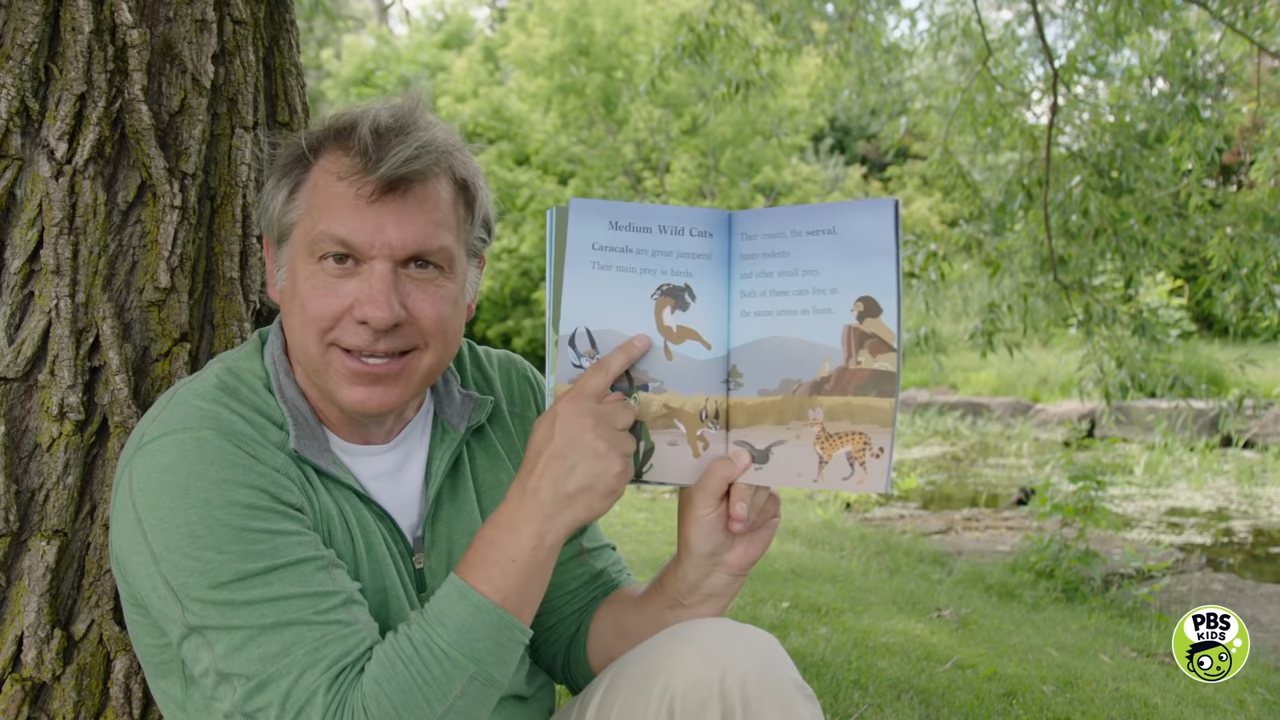 Medium Wild Cats
Caracals are great jumpers!
Their main prey is birds.
Their cousin, the serval,
hunts rodents
and other small prey.
Both of these cats live in
the same areas as lions.
PBS
KIDS